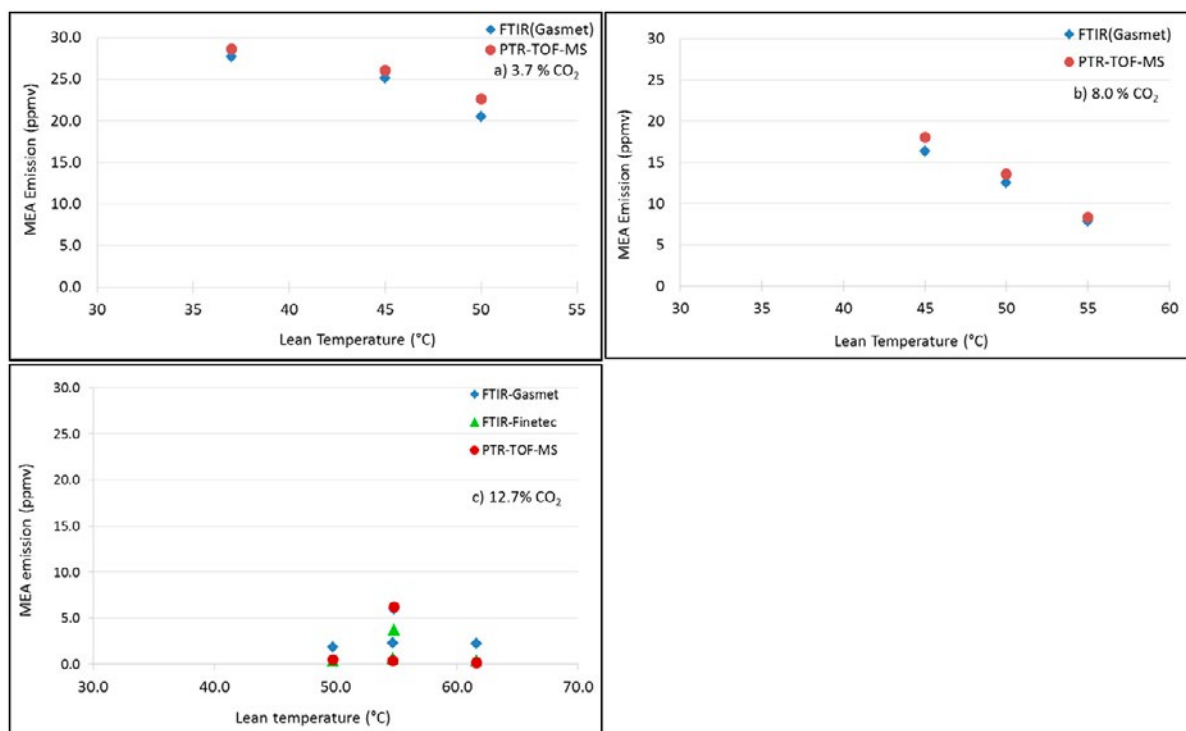 FTIR(Gasmet)
PTR-TOF-MS
a) 3.7 % CO₂
30.0
25.0
20.0
15.0
10.0
5.0
0.0
MEA Emission (ppmv)
30 35 40 45 50 55
Lean Temperature (°C)
FTIR(Gasmet)
PTR-TOF-MS
b) 8.0 % CO₂
30
25
20
15
10
5
0
MEA Emission (ppmv)
30 35 40 45 50 55 60
Lean Temperature (°C)
FTIR-Gasmet
FTIR-Finetec
PTR-TOF-MS
c) 12.7% CO₂
30.0
25.0
20.0
15.0
10.0
5.0
0.0
MEA emission (ppmv)
30.0 40.0 50.0 60.0 70.0
Lean temperature (°C)